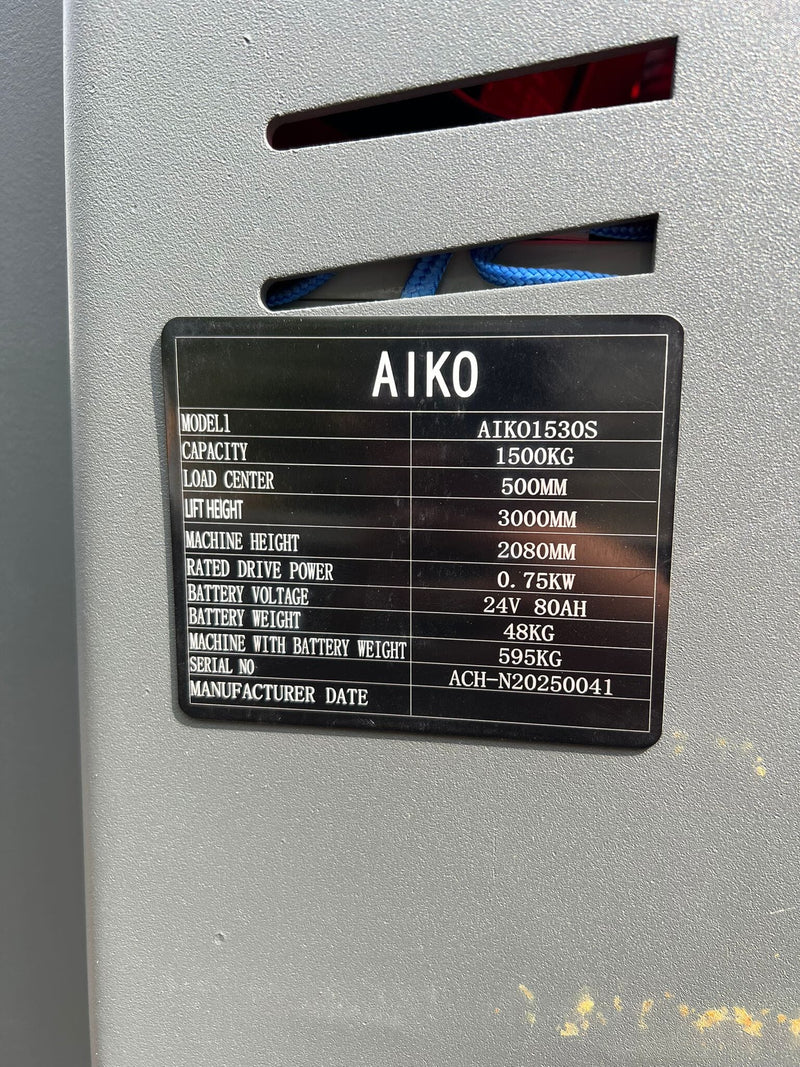 AIKO
MODEL1 AIKO1530S
CAPACITY 1500KG
LOAD CENTER 500MM
LIFT HEIGHT 3000MM
MACHINE HEIGHT 2080MM
RATED DRIVE POWER 0.75KW
BATTERY VOLTAGE 24V 80AH
BATTERY WEIGHT 48KG
MACHINE WITH BATTERY WEIGHT 595KG
SERIAL NO ACH-N20250041
MANUFACTURER DATE